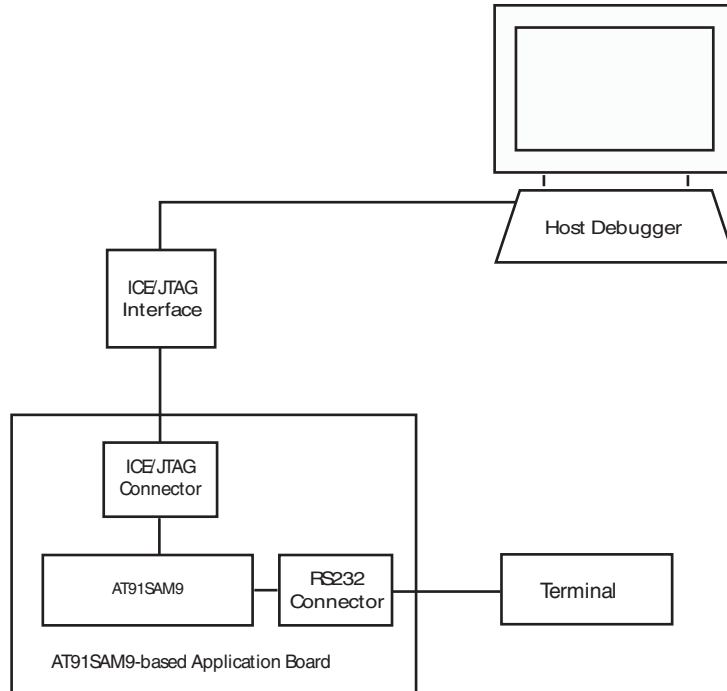 Host Debugger
ICE/JTAG
Interface
ICE/JTAG
Connector
AT91SAM9
RS232
Connector
Terminal
AT91SAM9-based Application Board